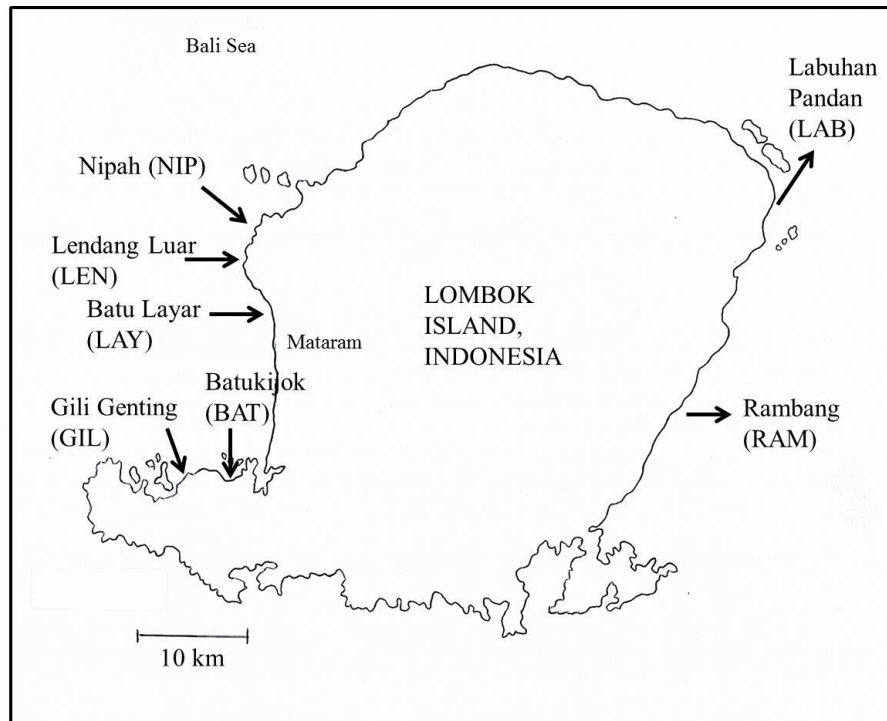 Bali Sea
Labuhan
Pandan
(LAB)
Nipah (NIP)
Lendang Luar
(LEN)
Batu Layar
(LAY)
LOMBOK
ISLAND,
INDONESIA
Mataram
Batukijok
(BAT)
Gili Genting
(GIL)
Rambang
(RAM)
10 km